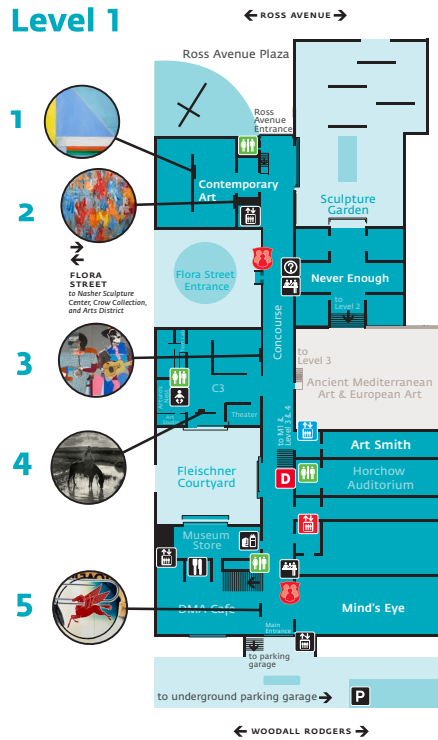 Level 1
ROSS AVENUE
Ross Avenue Plaza
Ross
Avenue
Entrance
1
Contemporary
Art
2
Sculpture
Garden
FLORA
STREET
to Nasher Sculpture
Center, Crow Collection,
and Arts District
Flora Street
Entrance
?
Never Enough
to
Level 2
Concourse
3
to
Level 3
Ancient Mediterranean
Art & European Art
C3
Theater
Art
to M1 &
Level 3 & 4
Art Smith
4
Fleischner
Courtyard
D
Horchow
Auditorium
Museum
Store
5
DMA Cafe
Mind's Eye
Main
Entrance
to parking
garage
to underground parking garage
P
WOODALL RODGERS